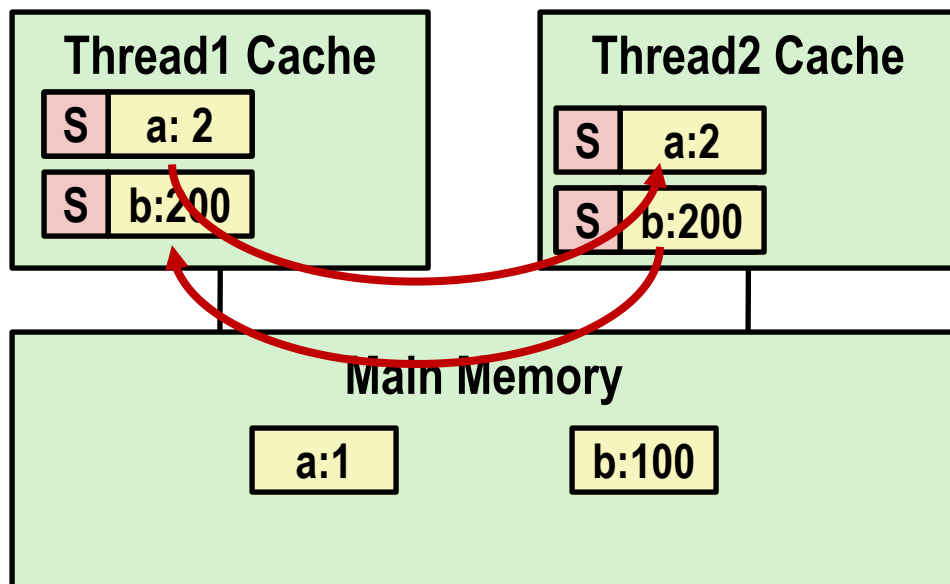 Thread1 Cache
S a: 2
S b:200
Thread2 Cache
S a:2
S b:200
Main Memory
a:1
b:100